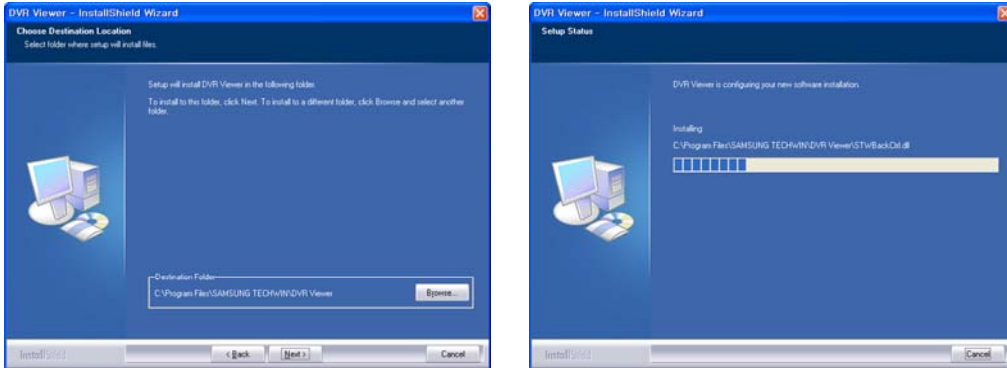 DVR Viewer - InstallShield Wizard
Choose Destination Location
Select folder where setup will install files.
Setup will install DVR Viewer in the following folder.
To install to this folder, click Next. To install to a different folder, click Browse and select another
folder.
Destination Folder
C:\Program Files\SAMSUNG TECHWIN\DVR Viewer
Browse...
InstallShield
< Back
Next >
Cancel
DVR Viewer - InstallShield Wizard
Setup Status
DVR Viewer is configuring your new software installation.
Installing
C:\Program Files\SAMSUNG TECHWIN\DVR Viewer\STWBackCtrl.dll
InstallShield
Cancel